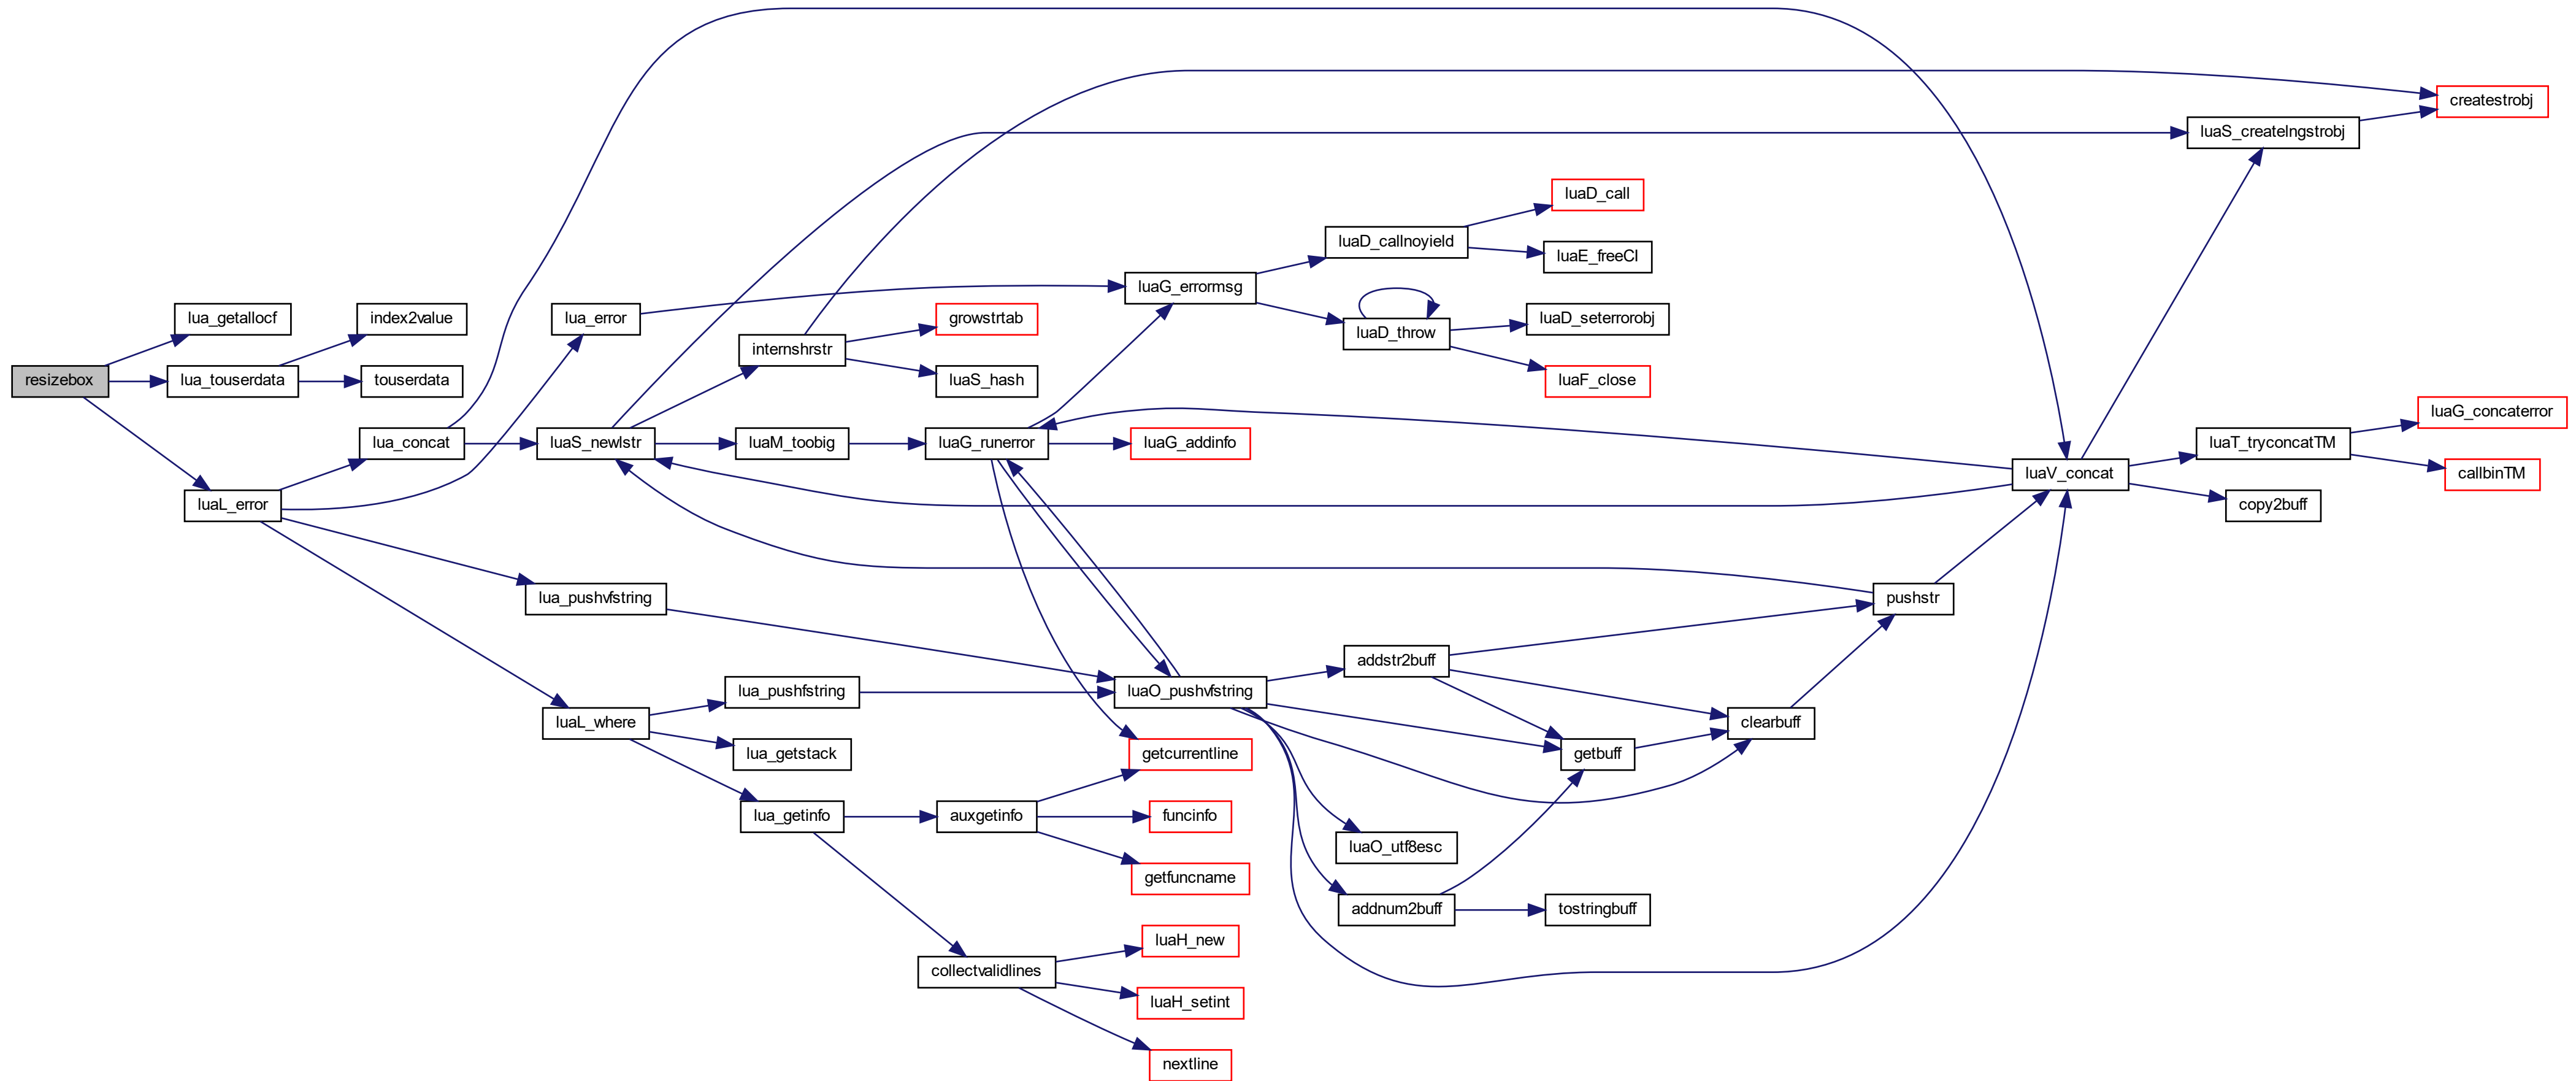 createstrobj
luaS_createlngstrobj
luaD_call
luaD_callnoyield
luaE_freeCI
luaG_errormsg
lua_getallocf
index2value
lua_error
growstrtab
luaD_throw
luaD_seterrorobj
internshrstr
resizebox
lua_touserdata
touserdata
luaS_hash
luaF_close
luaG_concaterror
lua_concat
luaS_newlstr
luaM_toobig
luaG_runerror
luaG_addinfo
luaT_tryconcatTM
luaV_concat
callbinTM
luaL_error
copy2buff
lua_pushvfstring
pushstr
addstr2buff
lua_pushfstring
luaO_pushvfstring
luaL_where
clearbuff
lua_getstack
getcurrentline
getbuff
lua_getinfo
auxgetinfo
funcinfo
luaO_utf8esc
getfuncname
addnum2buff
tostringbuff
luaH_new
collectvalidlines
luaH_setint
nextline